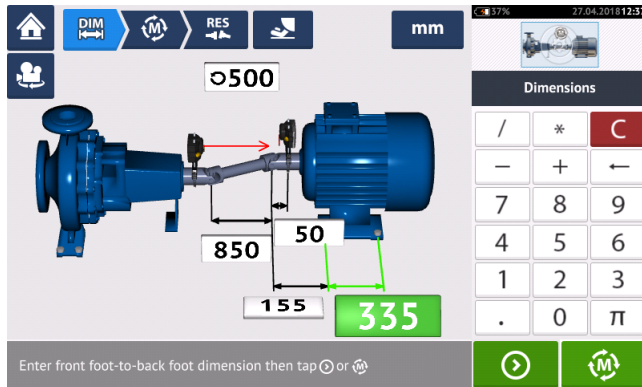 DIM
M
RES
mm
37%
27.04.2018 12:37
500
Dimensions
850
50
155
335
/ * C
− + ←
7 8 9
4 5 6
1 2 3
. 0 π
Enter front foot-to-back foot dimension then tap or M
M